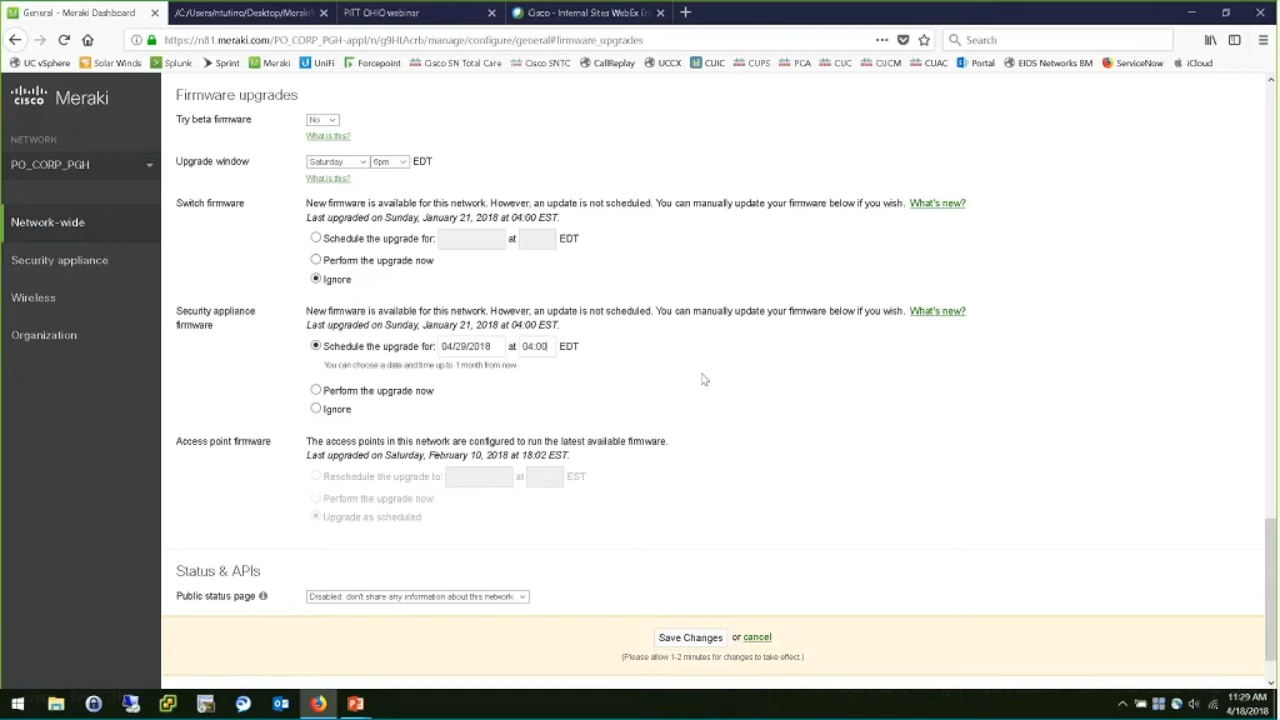 General - Meraki Dashboard
/C:/Users/ntutino/Desktop/Meraki/
PITT OHIO webinar
Cisco - Internal Sites WebEx En
https://n81.meraki.com/PO_CORP_PGH-appl/n/g9HtAcrb/manage/configure/general#firmware_upgrades
Search
UC vSphere Solar Winds Splunk Sprint Meraki UniFi Forcepoint Cisco SN Total Care Cisco SNTC CallReplay UCCX CUIC CUPS PCA CUC CUCM CUAC Portal EIOS Networks BM ServiceNow iCloud
cisco Meraki
NETWORK
PO_CORP_PGH
Network-wide
Security appliance
Wireless
Organization
Firmware upgrades
Try beta firmware No
What is this?
Upgrade window Saturday 6pm EDT
What is this?
Switch firmware New firmware is available for this network. However, an update is not scheduled. You can manually update your firmware below if you wish. What's new?
Last upgraded on Sunday, January 21, 2018 at 04:00 EST.
Schedule the upgrade for: at EDT
Perform the upgrade now
Ignore
Security appliance firmware New firmware is available for this network. However, an update is not scheduled. You can manually update your firmware below if you wish. What's new?
Last upgraded on Sunday, January 21, 2018 at 04:00 EST.
Schedule the upgrade for: 04/29/2018 at 04:00 EDT
You can choose a date and time up to 1 month from now.
Perform the upgrade now
Ignore
Access point firmware The access points in this network are configured to run the latest available firmware.
Last upgraded on Saturday, February 10, 2018 at 18:02 EST.
Reschedule the upgrade to: at EST
Perform the upgrade now
Upgrade as scheduled
Status & APIs
Public status page Disabled: don't share any information about this network.
Save Changes or cancel
(Please allow 1-2 minutes for changes to take effect.)
11:29 AM
4/18/2018